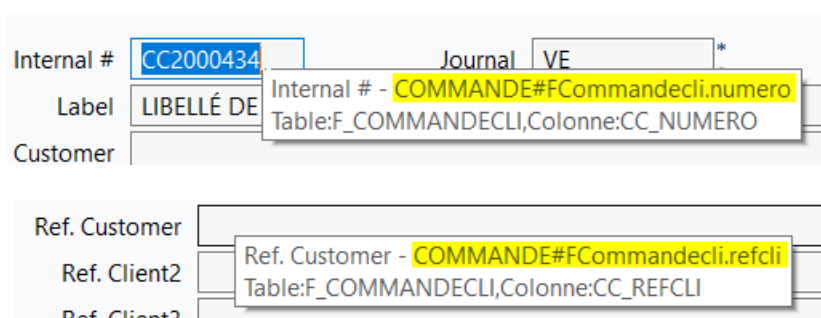 Internal # CC2000434 Journal VE *
Internal # - COMMANDE#FCommandecli.numero
Label LIBELLÉ DE
Table:F_COMMANDECLI,Colonne:CC_NUMERO
Customer
Ref. Customer
Ref. Customer - COMMANDE#FCommandecli.refcli
Ref. Client2
Table:F_COMMANDECLI,Colonne:CC_REFCLI